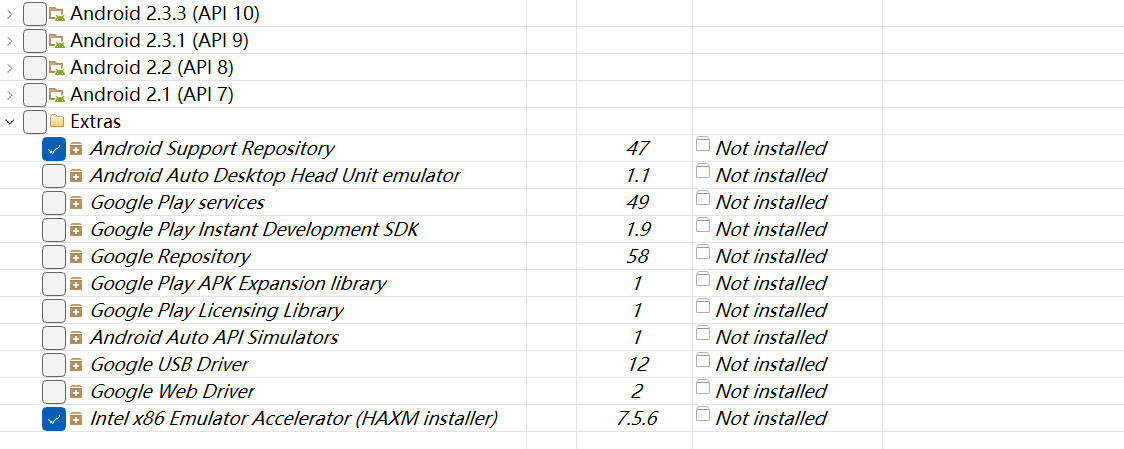 Android 2.3.3 (API 10)
Android 2.3.1 (API 9)
Android 2.2 (API 8)
Android 2.1 (API 7)
Extras
Android Support Repository 47 Not installed
Android Auto Desktop Head Unit emulator 1.1 Not installed
Google Play services 49 Not installed
Google Play Instant Development SDK 1.9 Not installed
Google Repository 58 Not installed
Google Play APK Expansion library 1 Not installed
Google Play Licensing Library 1 Not installed
Android Auto API Simulators 1 Not installed
Google USB Driver 12 Not installed
Google Web Driver 2 Not installed
Intel x86 Emulator Accelerator (HAXM installer) 7.5.6 Not installed